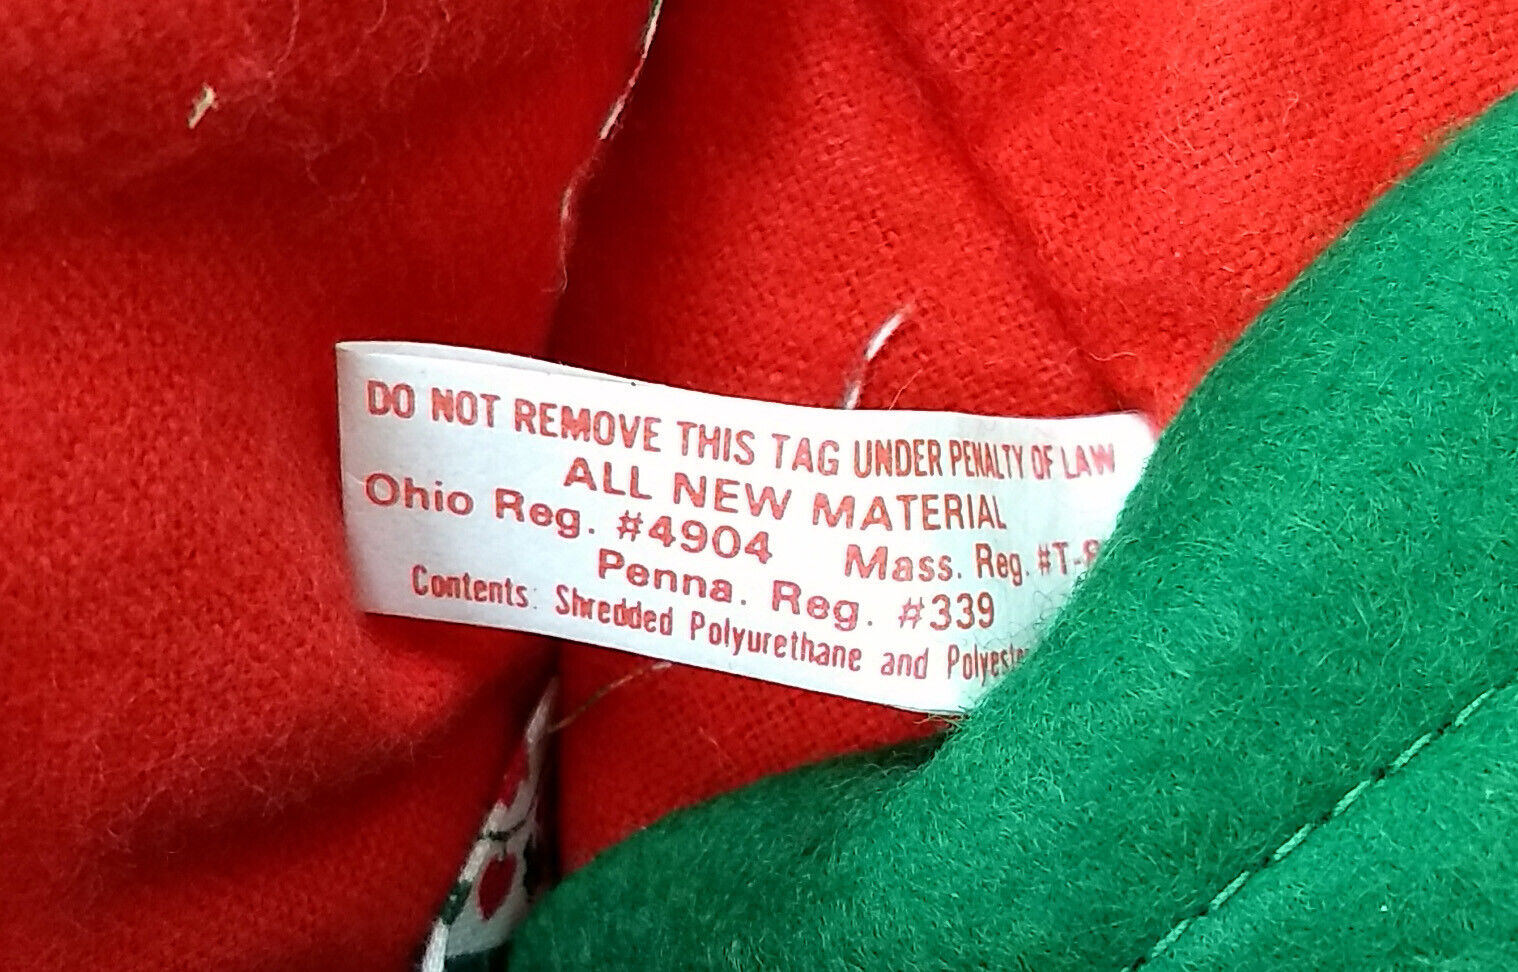 DO NOT REMOVE THIS TAG UNDER PENALTY OF LAW
ALL NEW MATERIAL
Ohio Reg. #4904 Mass. Reg.
Penna. Reg. #339
Contents: Shredded Polyurethane and